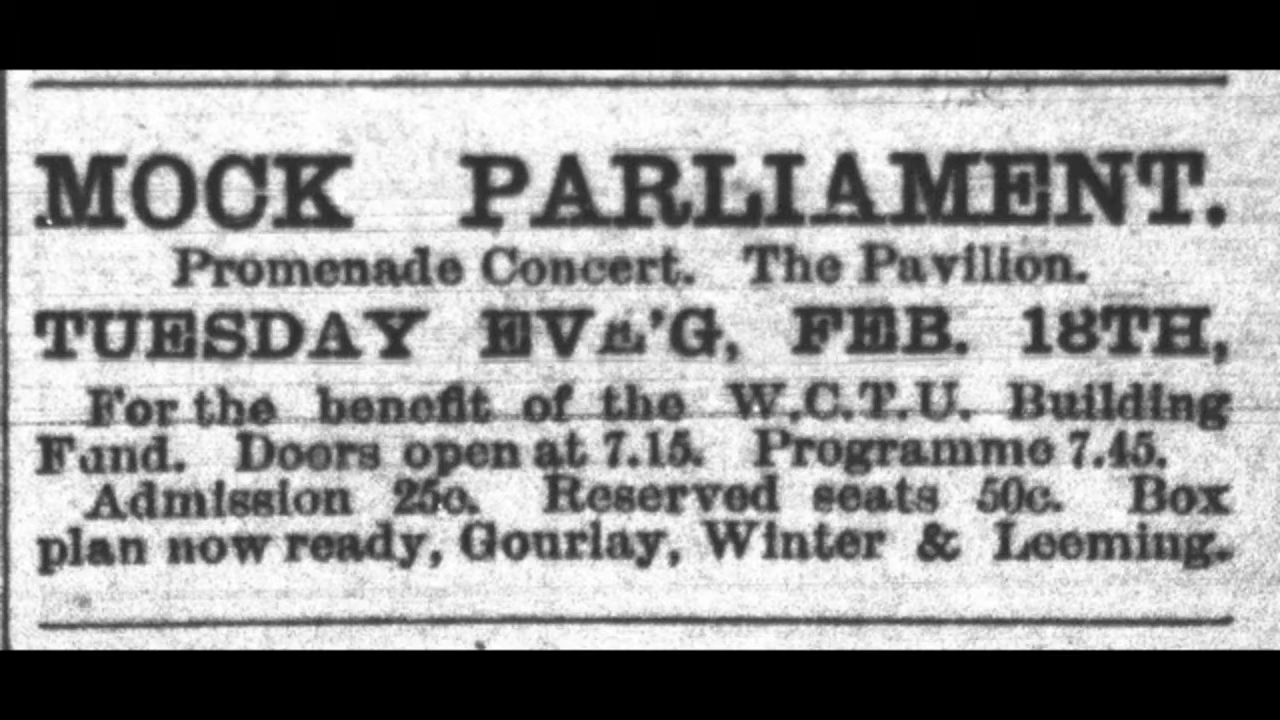 MOCK PARLIAMENT.
Promenade Concert. The Pavilion.
TUESDAY EVE'G, FEB. 18TH,
For the benefit of the W.C.T.U. Building
Fund. Doors open at 7.15. Programme 7.45.
Admission 25c. Reserved seats 50c. Box
plan now ready, Gourlay, Winter & Leeming.